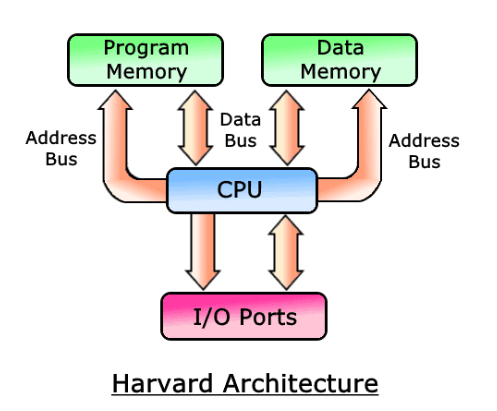 Program
Memory
Data
Memory
Address
Bus
Data
Bus
Address
Bus
CPU
I/O Ports
Harvard Architecture